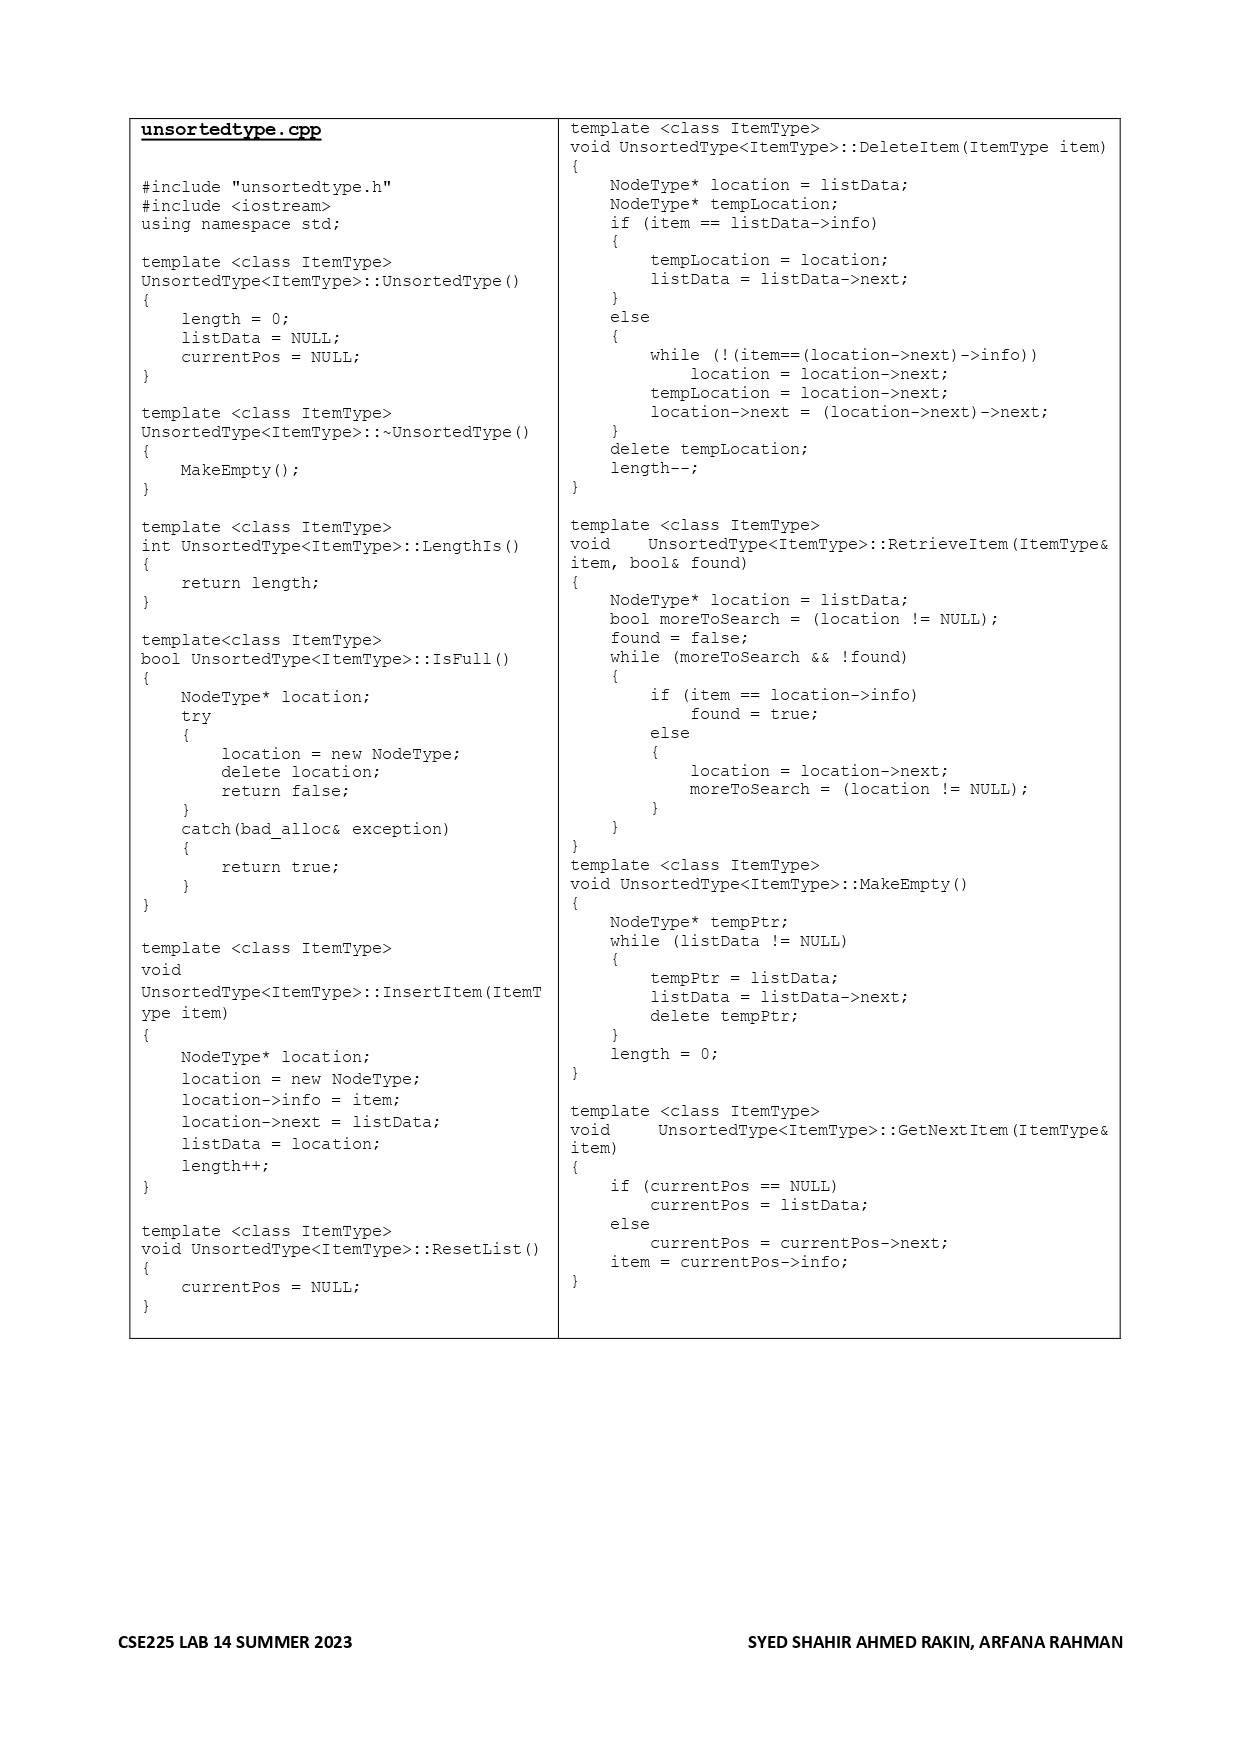 unsortedtype.cpp
#include "unsortedtype.h"
#include <iostream>
using namespace std;
template <class ItemType>
UnsortedType<ItemType>::UnsortedType()
{
    length = 0;
    listData = NULL;
    currentPos = NULL;
}
template <class ItemType>
UnsortedType<ItemType>::~UnsortedType()
{
    MakeEmpty();
}
template <class ItemType>
int UnsortedType<ItemType>::LengthIs()
{
    return length;
}
template<class ItemType>
bool UnsortedType<ItemType>::IsFull()
{
    NodeType* location;
    try
    {
        location = new NodeType;
        delete location;
        return false;
    }
    catch(bad_alloc& exception)
    {
        return true;
    }
}
template <class ItemType>
void
UnsortedType<ItemType>::InsertItem(ItemT
ype item)
{
    NodeType* location;
    location = new NodeType;
    location->info = item;
    location->next = listData;
    listData = location;
    length++;
}
template <class ItemType>
void UnsortedType<ItemType>::ResetList()
{
    currentPos = NULL;
}
template <class ItemType>
void UnsortedType<ItemType>::DeleteItem(ItemType item)
{
    NodeType* location = listData;
    NodeType* tempLocation;
    if (item == listData->info)
    {
        tempLocation = location;
        listData = listData->next;
    }
    else
    {
        while (!(item==(location->next)->info))
            location = location->next;
        tempLocation = location->next;
        location->next = (location->next)->next;
    }
    delete tempLocation;
    length--;
}
template <class ItemType>
void UnsortedType<ItemType>::RetrieveItem(ItemType&
item, bool& found)
{
    NodeType* location = listData;
    bool moreToSearch = (location != NULL);
    found = false;
    while (moreToSearch && !found)
    {
        if (item == location->info)
            found = true;
        else
        {
            location = location->next;
            moreToSearch = (location != NULL);
        }
    }
}
template <class ItemType>
void UnsortedType<ItemType>::MakeEmpty()
{
    NodeType* tempPtr;
    while (listData != NULL)
    {
        tempPtr = listData;
        listData = listData->next;
        delete tempPtr;
    }
    length = 0;
}
template <class ItemType>
void UnsortedType<ItemType>::GetNextItem(ItemType&
item)
{
    if (currentPos == NULL)
        currentPos = listData;
    else
        currentPos = currentPos->next;
    item = currentPos->info;
}
CSE225 LAB 14 SUMMER 2023
SYED SHAHIR AHMED RAKIN, ARFANA RAHMAN